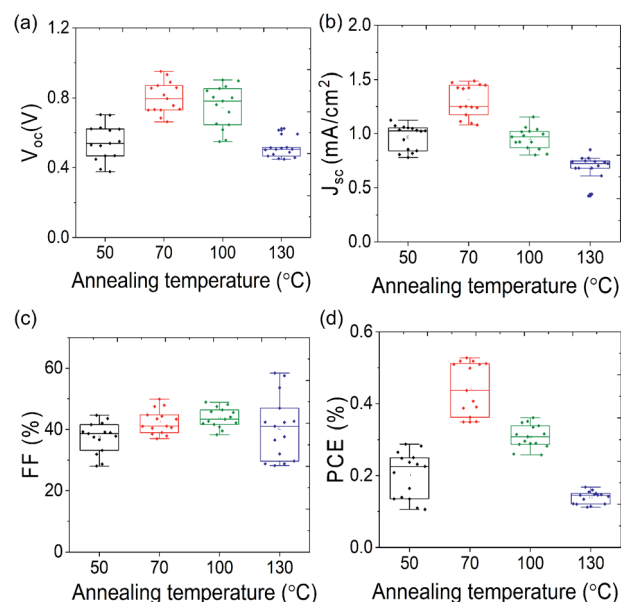 (a)
1.2
0.8
0.4
0.0
V_oc(V)
50 70 100 130
Annealing temperature (°C)
(b)
2.0
1.5
1.0
0.5
0.0
J_sc (mA/cm²)
50 70 100 130
Annealing temperature (°C)
(c)
60
40
20
0
FF (%)
50 70 100 130
Annealing temperature (°C)
(d)
0.6
0.4
0.2
0.0
PCE (%)
50 70 100 130
Annealing temperature (°C)